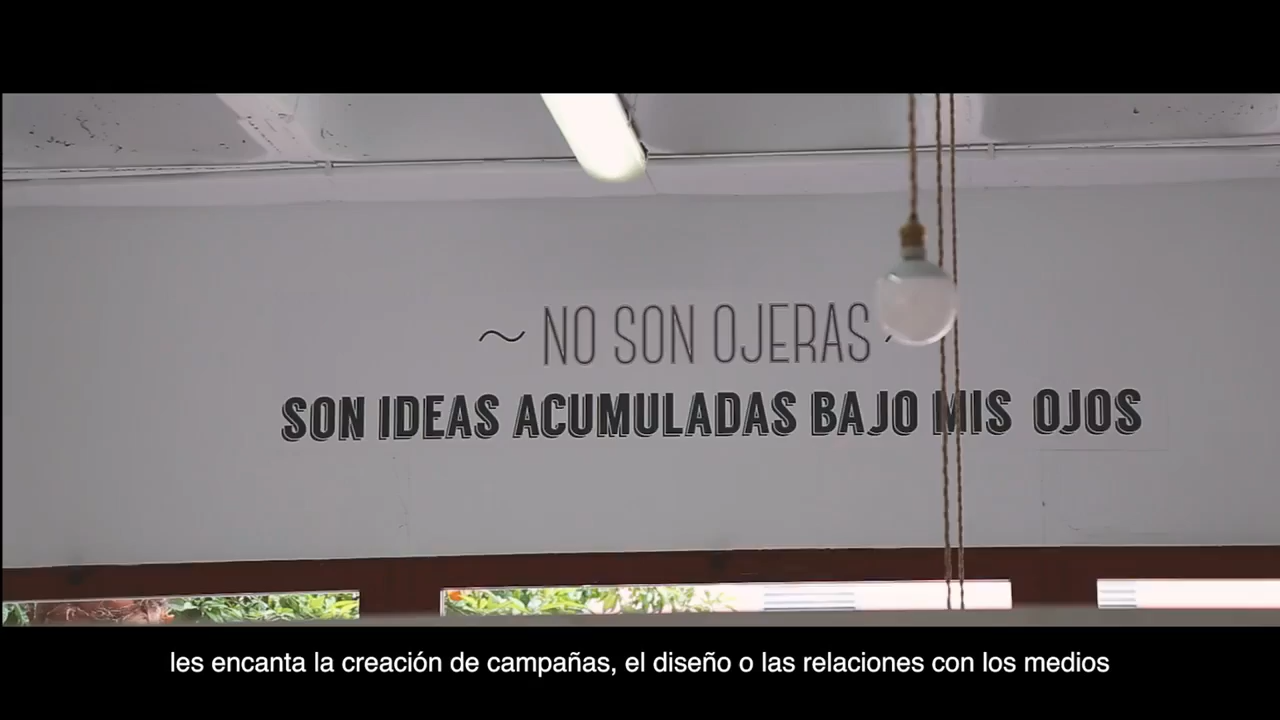 ~ NO SON OJERAS ~
SON IDEAS ACUMULADAS BAJO MIS OJOS
les encanta la creación de campañas, el diseño o las relaciones con los medios